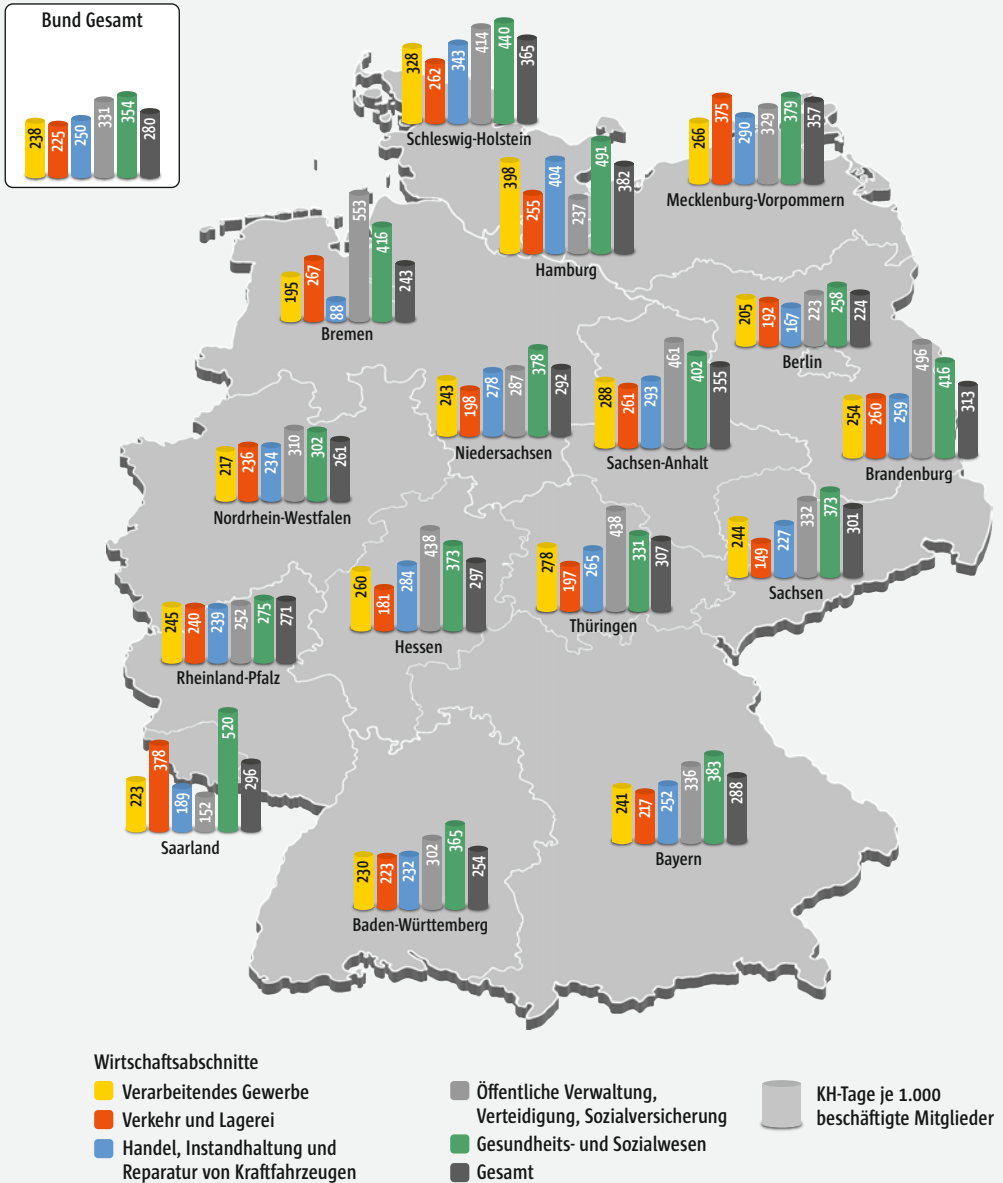 Bund Gesamt
238 225 250 331 354 280
328 262 343 414 440 365
Schleswig-Holstein
266 375 290 329 379 357
Mecklenburg-Vorpommern
398 255 404 237 491 382
Hamburg
195 267 88 553 416 243
Bremen
205 192 167 223 258 224
Berlin
243 198 278 287 378 292
Niedersachsen
288 261 293 461 402 355
Sachsen-Anhalt
254 260 259 496 416 313
Brandenburg
217 236 234 310 302 261
Nordrhein-Westfalen
260 181 284 438 373 297
Hessen
278 197 265 438 331 307
Thüringen
244 149 227 332 373 301
Sachsen
245 240 239 252 275 271
Rheinland-Pfalz
223 378 189 152 520 296
Saarland
230 223 232 302 365 254
Baden-Württemberg
241 217 252 336 383 288
Bayern
Wirtschaftsabschnitte
Verarbeitendes Gewerbe
Verkehr und Lagerei
Handel, Instandhaltung und
Reparatur von Kraftfahrzeugen
Öffentliche Verwaltung,
Verteidigung, Sozialversicherung
Gesundheits- und Sozialwesen
Gesamt
KH-Tage je 1.000
beschäftigte Mitglieder